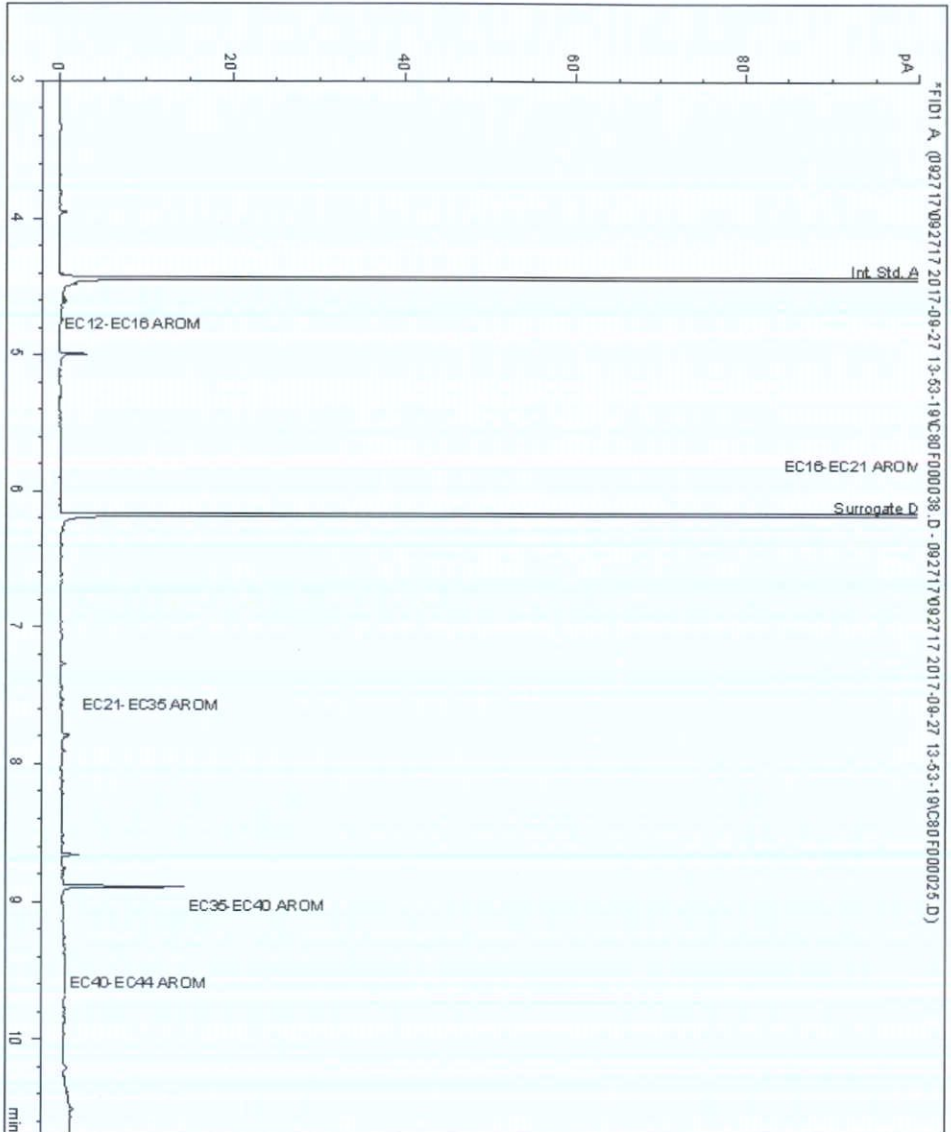 *FID1 A, (092717\092717 2017-09-27 13-53-19\C80F000038.D - 092717\092717 2017-09-27 13-53-19\C80F000025.D)
pA
80
60
40
20
0
Int. Std. A
EC12-EC16 AROM
EC16-EC21 AROM
Surrogate D
EC21-EC35 AROM
EC35-EC40 AROM
EC40-EC44 AROM
3
4
5
6
7
8
9
10
min